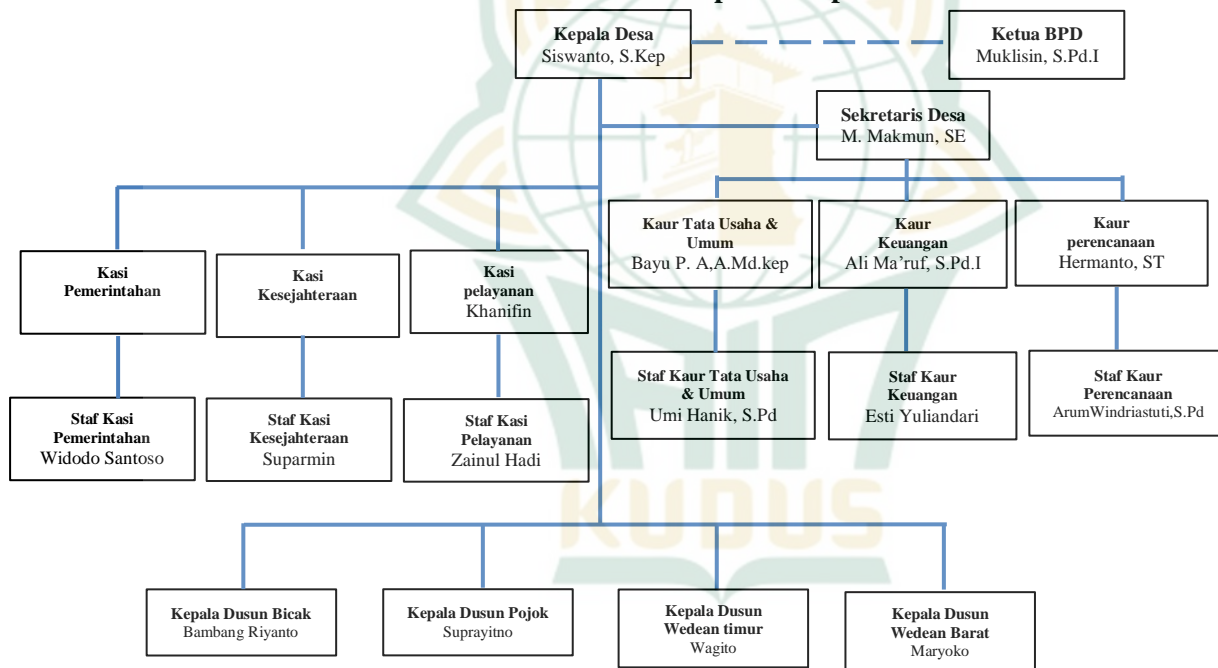 Kepala Desa
Siswanto, S.Kep
Ketua BPD
Muklisin, S.Pd.I
Sekretaris Desa
M. Makmun, SE
Kasi
Pemerintahan
Kasi
Kesejahteraan
Kasi
pelayanan
Khanifin
Kaur Tata Usaha &
Umum
Bayu P. A,A.Md.kep
Kaur
Keuangan
Ali Ma'ruf, S.Pd.I
Kaur
perencanaan
Hermanto, ST
Staf Kasi
Pemerintahan
Widodo Santoso
Staf Kasi
Kesejahteraan
Suparmin
Staf Kasi
Pelayanan
Zainul Hadi
Staf Kaur Tata Usaha
& Umum
Umi Hanik, S.Pd
Staf Kaur
Keuangan
Esti Yuliandari
Staf Kaur
Perencanaan
ArumWindriastuti,S.Pd
KUDUS
Kepala Dusun Bicak
Bambang Riyanto
Kepala Dusun Pojok
Suprayitno
Kepala Dusun
Wedean timur
Wagito
Kepala Dusun
Wedean Barat
Maryoko